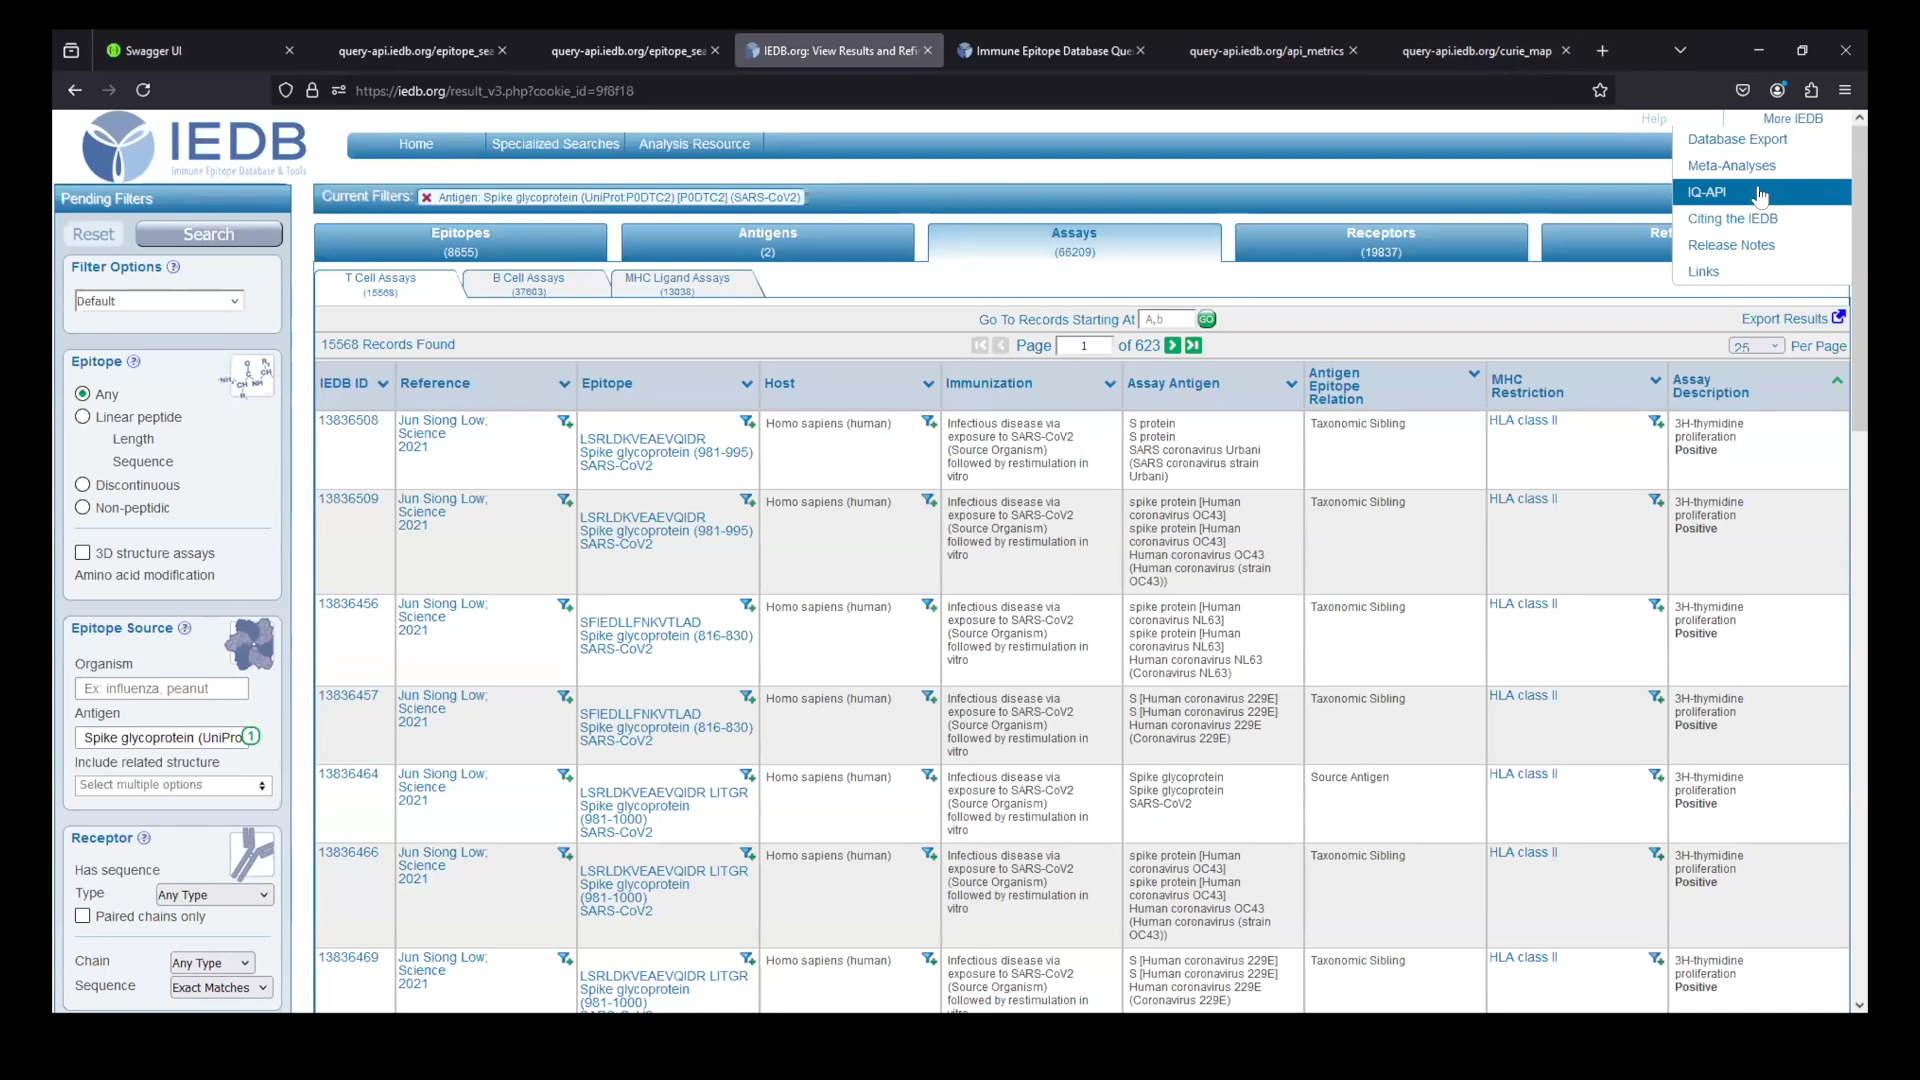 Swagger UI
query-api.iedb.org/epitope_sea
query-api.iedb.org/epitope_sea
IEDB.org: View Results and Refi
Immune Epitope Database Que
query-api.iedb.org/api_metrics
query-api.iedb.org/curie_map
https://iedb.org/result_v3.php?cookie_id=9f8f18
IEDB
Immune Epitope Database & Tools
Home
Specialized Searches
Analysis Resource
Help
More IEDB
Database Export
Meta-Analyses
IQ-API
Citing the IEDB
Release Notes
Links
Pending Filters
Reset
Search
Filter Options
Default
Epitope
Any
Linear peptide
Length
Sequence
Discontinuous
Non-peptidic
3D structure assays
Amino acid modification
Epitope Source
Organism
Ex: influenza, peanut
Antigen
Spike glycoprotein (UniPro
1
Include related structure
Select multiple options
Receptor
Has sequence
Type
Any Type
Paired chains only
Chain
Any Type
Sequence
Exact Matches
Current Filters:
Antigen: Spike glycoprotein (UniProt:P0DTC2) [P0DTC2] (SARS-CoV2)
Epitopes
(8655)
Antigens
(2)
Assays
(66209)
Receptors
(19837)
Ref
T Cell Assays
(15568)
B Cell Assays
(37603)
MHC Ligand Assays
(13038)
Go To Records Starting At
A,b
GO
Export Results
15568 Records Found
Page 1 of 623
25 Per Page
IEDB ID
Reference
Epitope
Host
Immunization
Assay Antigen
Antigen
Epitope
Relation
MHC
Restriction
Assay
Description
13836508
Jun Siong Low;
Science
2021
LSRLDKVEAEVQIDR
Spike glycoprotein (981-995)
SARS-CoV2
Homo sapiens (human)
Infectious disease via
exposure to SARS-CoV2
(Source Organism)
followed by restimulation in
vitro
S protein
S protein
SARS coronavirus Urbani
(SARS coronavirus strain
Urbani)
Taxonomic Sibling
HLA class II
3H-thymidine
proliferation
Positive
13836509
Jun Siong Low;
Science
2021
LSRLDKVEAEVQIDR
Spike glycoprotein (981-995)
SARS-CoV2
Homo sapiens (human)
Infectious disease via
exposure to SARS-CoV2
(Source Organism)
followed by restimulation in
vitro
spike protein [Human
coronavirus OC43]
spike protein [Human
coronavirus OC43]
Human coronavirus OC43
(Human coronavirus (strain
OC43))
Taxonomic Sibling
HLA class II
3H-thymidine
proliferation
Positive
13836456
Jun Siong Low;
Science
2021
SFIEDLLFNKVTLAD
Spike glycoprotein (816-830)
SARS-CoV2
Homo sapiens (human)
Infectious disease via
exposure to SARS-CoV2
(Source Organism)
followed by restimulation in
vitro
spike protein [Human
coronavirus NL63]
spike protein [Human
coronavirus NL63]
Human coronavirus NL63
(Coronavirus NL63)
Taxonomic Sibling
HLA class II
3H-thymidine
proliferation
Positive
13836457
Jun Siong Low;
Science
2021
SFIEDLLFNKVTLAD
Spike glycoprotein (816-830)
SARS-CoV2
Homo sapiens (human)
Infectious disease via
exposure to SARS-CoV2
(Source Organism)
followed by restimulation in
vitro
S [Human coronavirus 229E]
S [Human coronavirus 229E]
Human coronavirus 229E
(Coronavirus 229E)
Taxonomic Sibling
HLA class II
3H-thymidine
proliferation
Positive
13836464
Jun Siong Low;
Science
2021
LSRLDKVEAEVQIDR LITGR
Spike glycoprotein
(981-1000)
SARS-CoV2
Homo sapiens (human)
Infectious disease via
exposure to SARS-CoV2
(Source Organism)
followed by restimulation in
vitro
Spike glycoprotein
Spike glycoprotein
SARS-CoV2
Source Antigen
HLA class II
3H-thymidine
proliferation
Positive
13836466
Jun Siong Low;
Science
2021
LSRLDKVEAEVQIDR LITGR
Spike glycoprotein
(981-1000)
SARS-CoV2
Homo sapiens (human)
Infectious disease via
exposure to SARS-CoV2
(Source Organism)
followed by restimulation in
vitro
spike protein [Human
coronavirus OC43]
spike protein [Human
coronavirus OC43]
Human coronavirus OC43
(Human coronavirus (strain
OC43))
Taxonomic Sibling
HLA class II
3H-thymidine
proliferation
Positive
13836469
Jun Siong Low;
Science
2021
LSRLDKVEAEVQIDR LITGR
Spike glycoprotein
(981-1000)
Homo sapiens (human)
Infectious disease via
exposure to SARS-CoV2
(Source Organism)
followed by restimulation in
S [Human coronavirus 229E]
S [Human coronavirus 229E]
Human coronavirus 229E
(Coronavirus 229E)
Taxonomic Sibling
HLA class II
3H-thymidine
proliferation
Positive